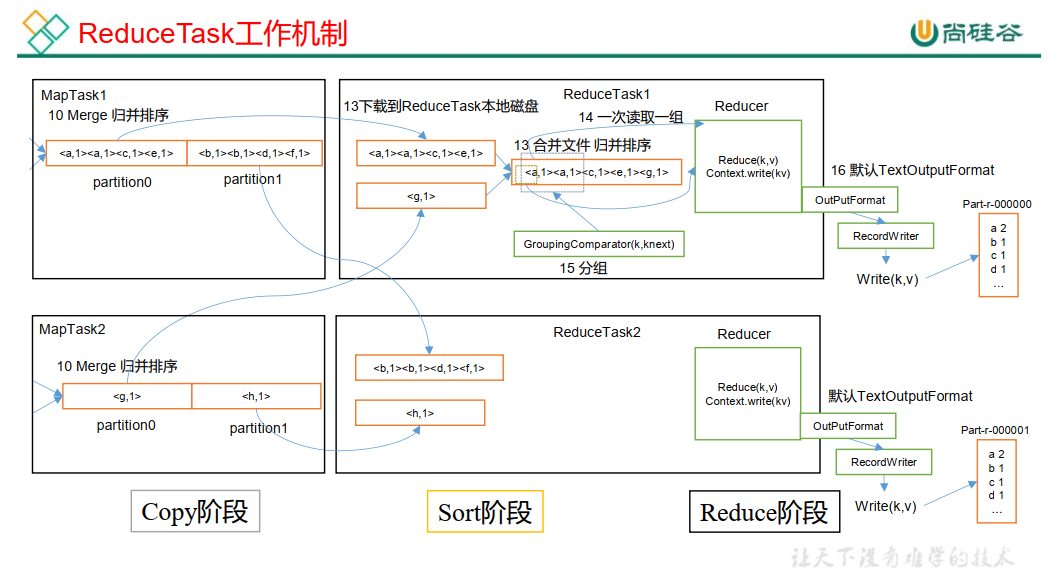 ReduceTask工作机制
尚硅谷
MapTask1
10 Merge 归并排序
<a,1><a,1><c,1><e,1>
<b,1><b,1><d,1><f,1>
partition0
partition1
ReduceTask1
13下载到ReduceTask本地磁盘
14 一次读取一组
<a,1><a,1><c,1><e,1>
<g,1>
13 合并文件 归并排序
<a,1><a,1><c,1><e,1><g,1>
GroupingComparator(k,knext)
15 分组
Reducer
Reduce(k,v)
Context.write(kv)
16 默认TextOutputFormat
OutPutFormat
RecordWriter
Write(k,v)
Part-r-000000
a 2
b 1
c 1
d 1
...
MapTask2
10 Merge 归并排序
<g,1>
<h,1>
partition0
partition1
ReduceTask2
<b,1><b,1><d,1><f,1>
<h,1>
Reducer
Reduce(k,v)
Context.write(kv)
默认TextOutputFormat
OutPutFormat
RecordWriter
Write(k,v)
Part-r-000001
a 2
b 1
c 1
d 1
...
Copy阶段
Sort阶段
Reduce阶段
让天下没有难学的技术